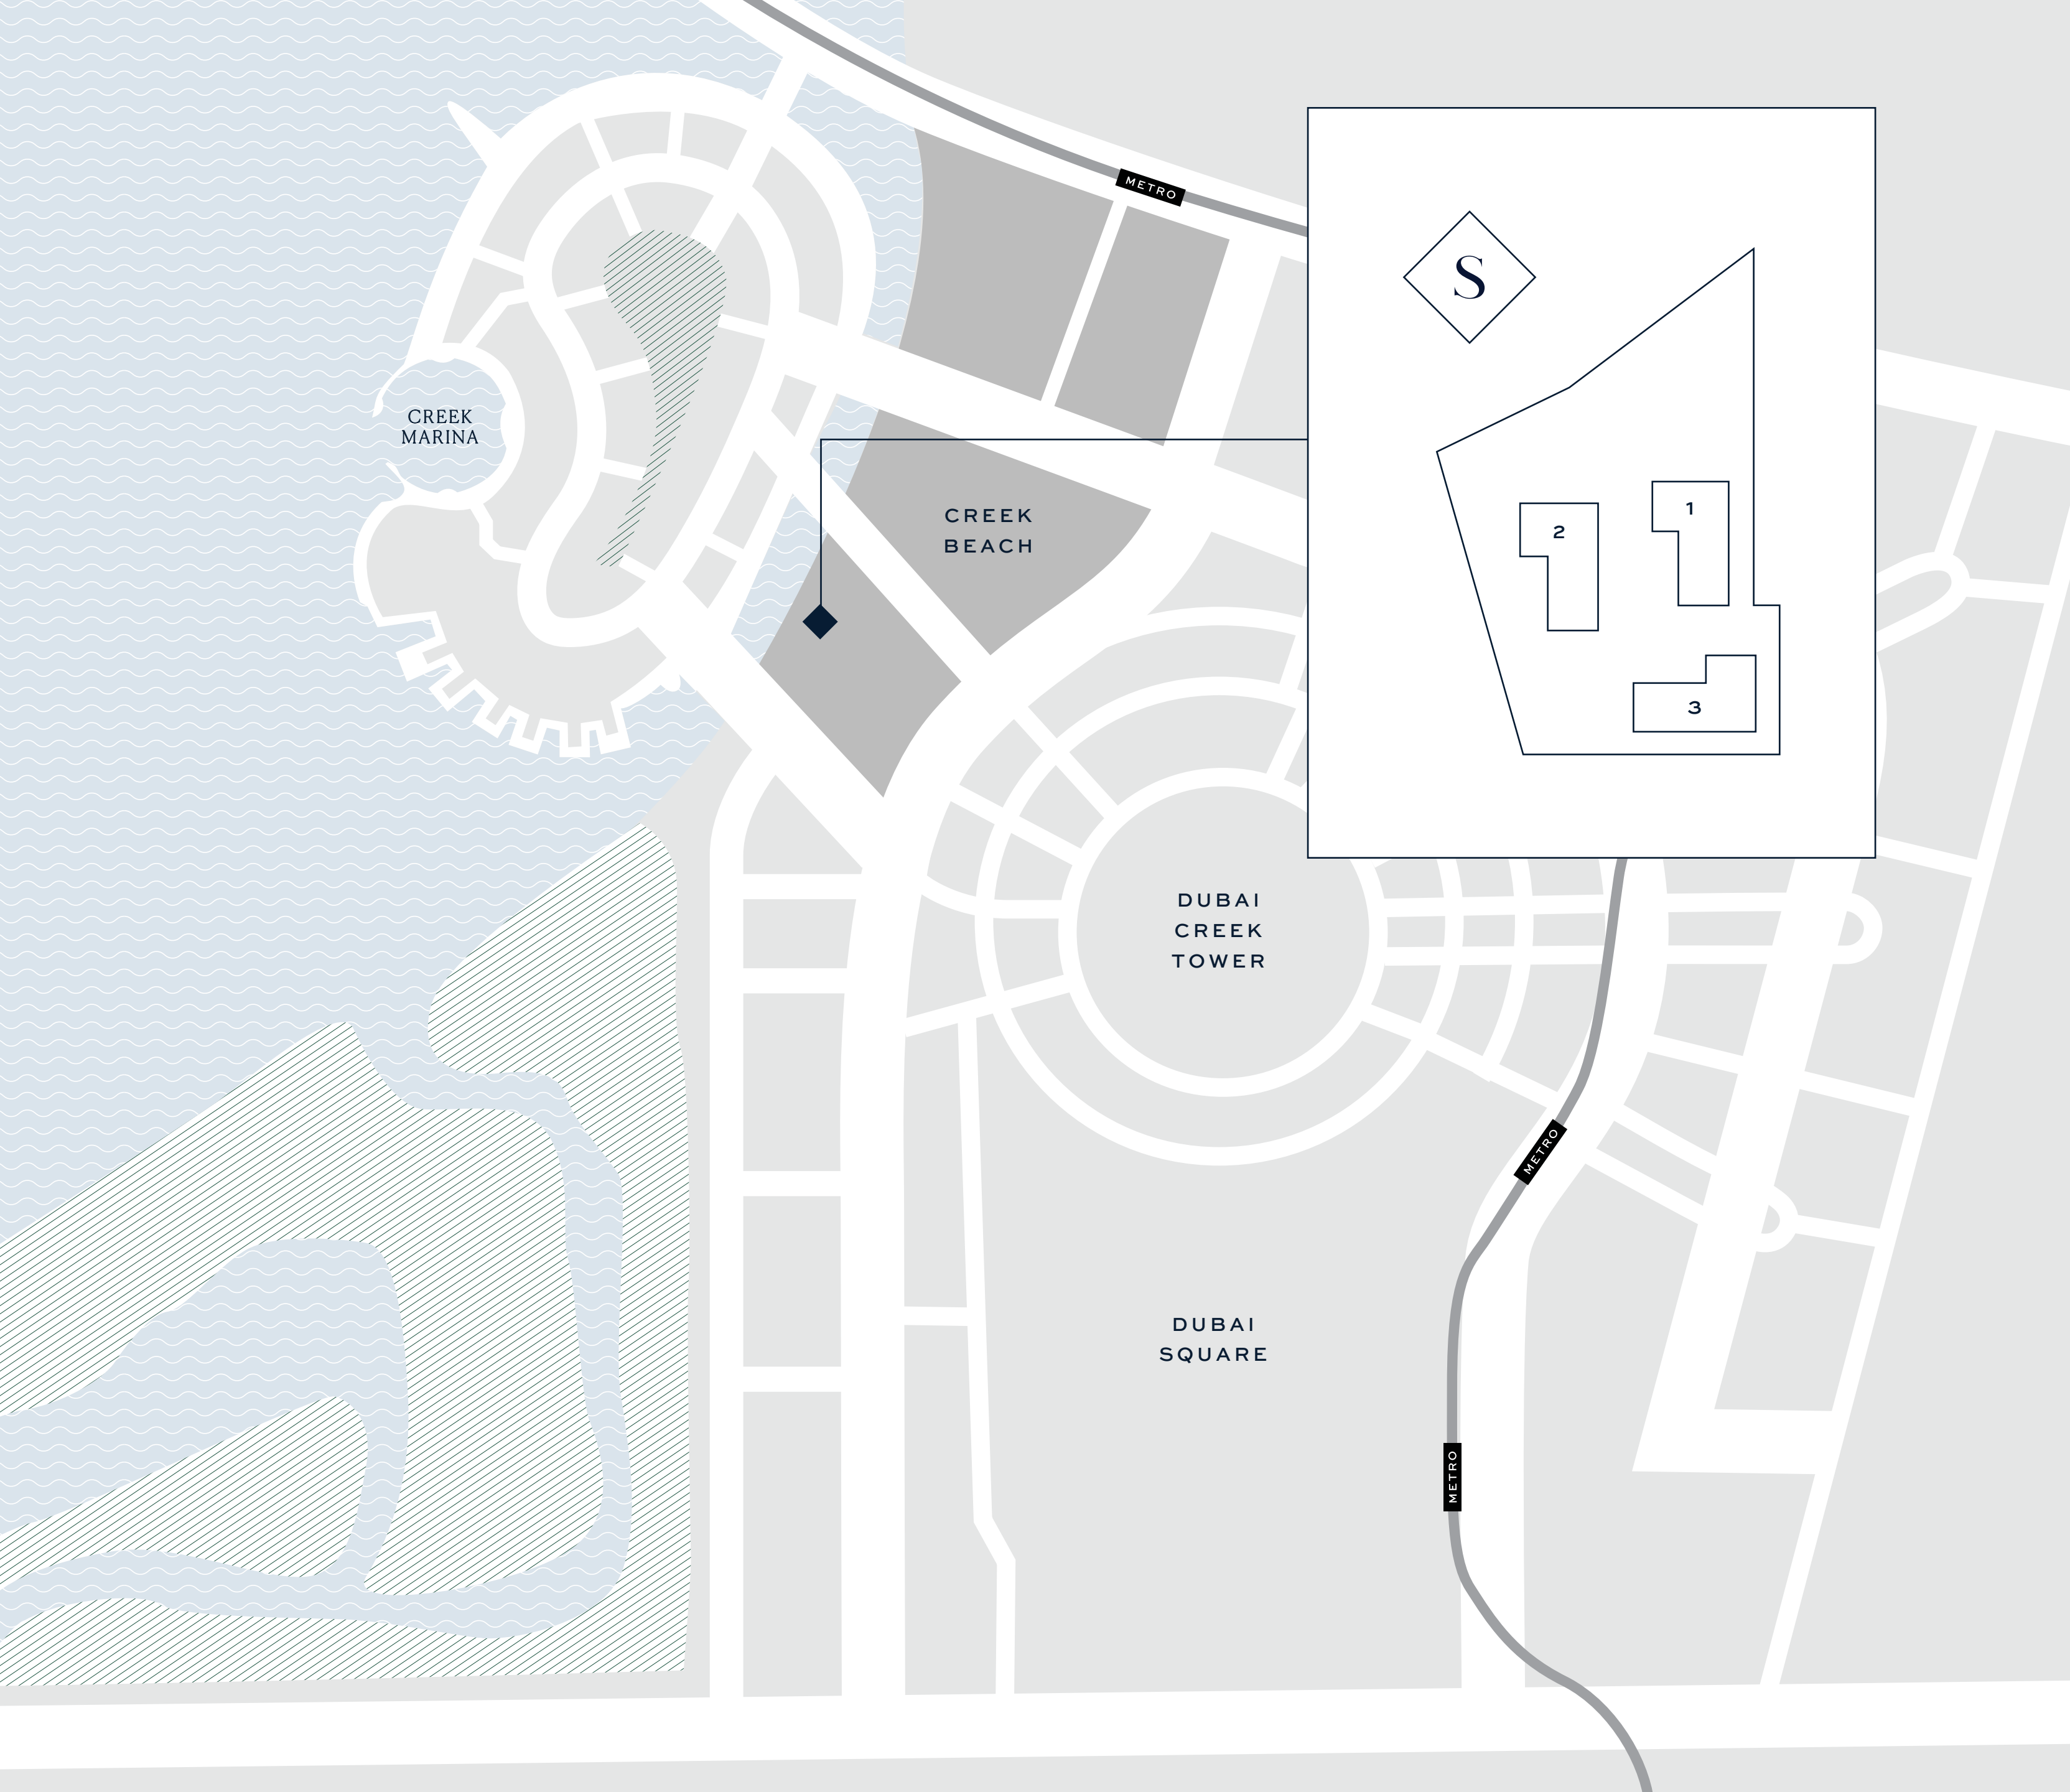 METRO
S
CREEK
MARINA
1
2
CREEK
BEACH
3
DUBAI
CREEK
TOWER
METRO
DUBAI
SQUARE
METRO